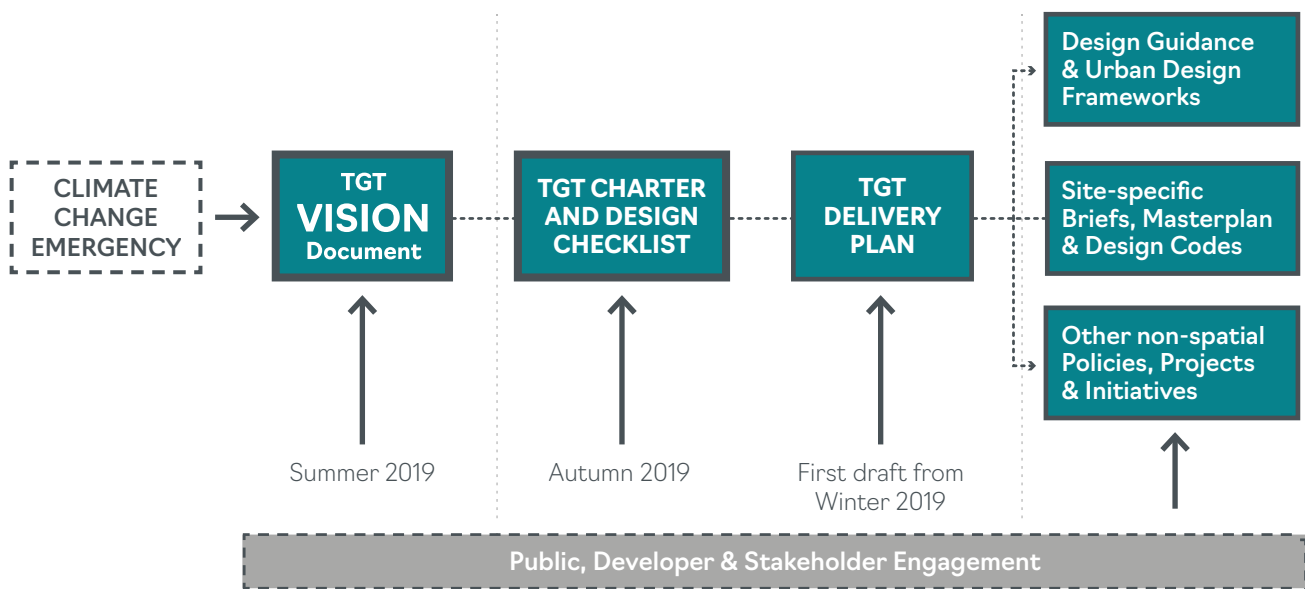 CLIMATE
CHANGE
EMERGENCY
TGT
VISION
Document
TGT CHARTER
AND DESIGN
CHECKLIST
TGT
DELIVERY
PLAN
Design Guidance
& Urban Design
Frameworks
Site-specific
Briefs, Masterplan
& Design Codes
Other non-spatial
Policies, Projects
& Initiatives
Summer 2019
Autumn 2019
First draft from
Winter 2019
Public, Developer & Stakeholder Engagement